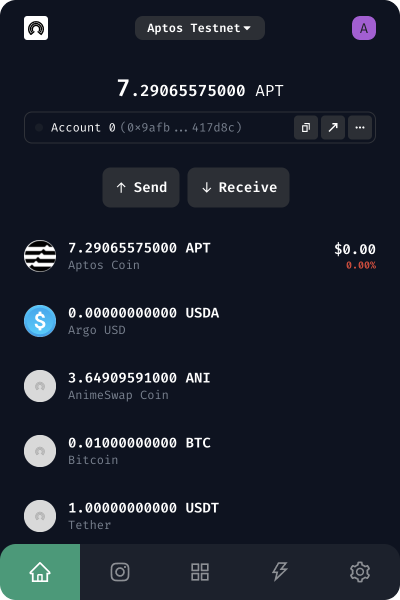 Aptos Testnet
A
7.29065575000 APT
Account 0 (0×9afb...417d8c)
Send
Receive
7.29065575000 APT
$0.00
Aptos Coin
0.00%
0.00000000000 USDA
Argo USD
3.64909591000 ANI
AnimeSwap Coin
0.01000000000 BTC
Bitcoin
1.00000000000 USDT
Tether